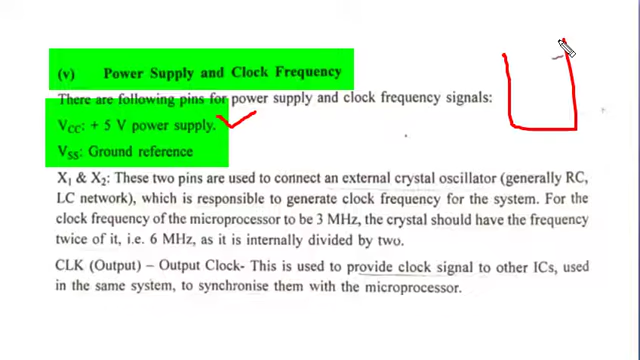 (v) Power Supply and Clock Frequency
There are following pins for power supply and clock frequency signals:
VCC: + 5 V power supply.
VSS: Ground reference
X1 & X2: These two pins are used to connect an external crystal oscillator (generally RC,
LC network), which is responsible to generate clock frequency for the system. For the
clock frequency of the microprocessor to be 3 MHz, the crystal should have the frequency
twice of it, i.e. 6 MHz, as it is internally divided by two.
CLK (Output) – Output Clock- This is used to provide clock signal to other ICs, used
in the same system, to synchronise them with the microprocessor.